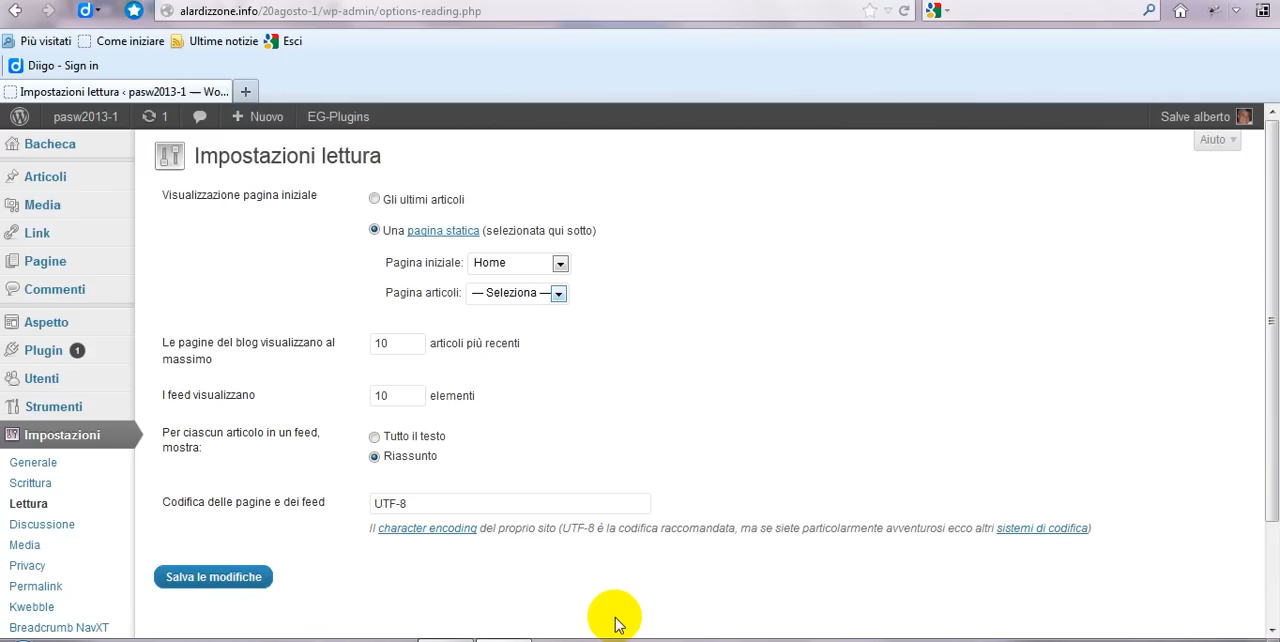 alardizzone.info/20agosto-1/wp-admin/options-reading.php
Più visitati Come iniziare Ultime notizie Esci
Diigo - Sign in
Impostazioni lettura ‹ pasw2013-1 — Wo...
pasw2013-1 1 Nuovo EG-Plugins Salve alberto
Aiuto
Bacheca
Articoli
Media
Link
Pagine
Commenti
Aspetto
Plugin 1
Utenti
Strumenti
Impostazioni
Generale
Scrittura
Lettura
Discussione
Media
Privacy
Permalink
Kwebble
Breadcrumb NavXT
Impostazioni lettura
Visualizzazione pagina iniziale
Gli ultimi articoli
Una pagina statica (selezionata qui sotto)
Pagina iniziale: Home
Pagina articoli: — Seleziona —
Le pagine del blog visualizzano al massimo 10 articoli più recenti
I feed visualizzano 10 elementi
Per ciascun articolo in un feed, mostra:
Tutto il testo
Riassunto
Codifica delle pagine e dei feed UTF-8
Il character encoding del proprio sito (UTF-8 è la codifica raccomandata, ma se siete particolarmente avventurosi ecco altri sistemi di codifica)
Salva le modifiche